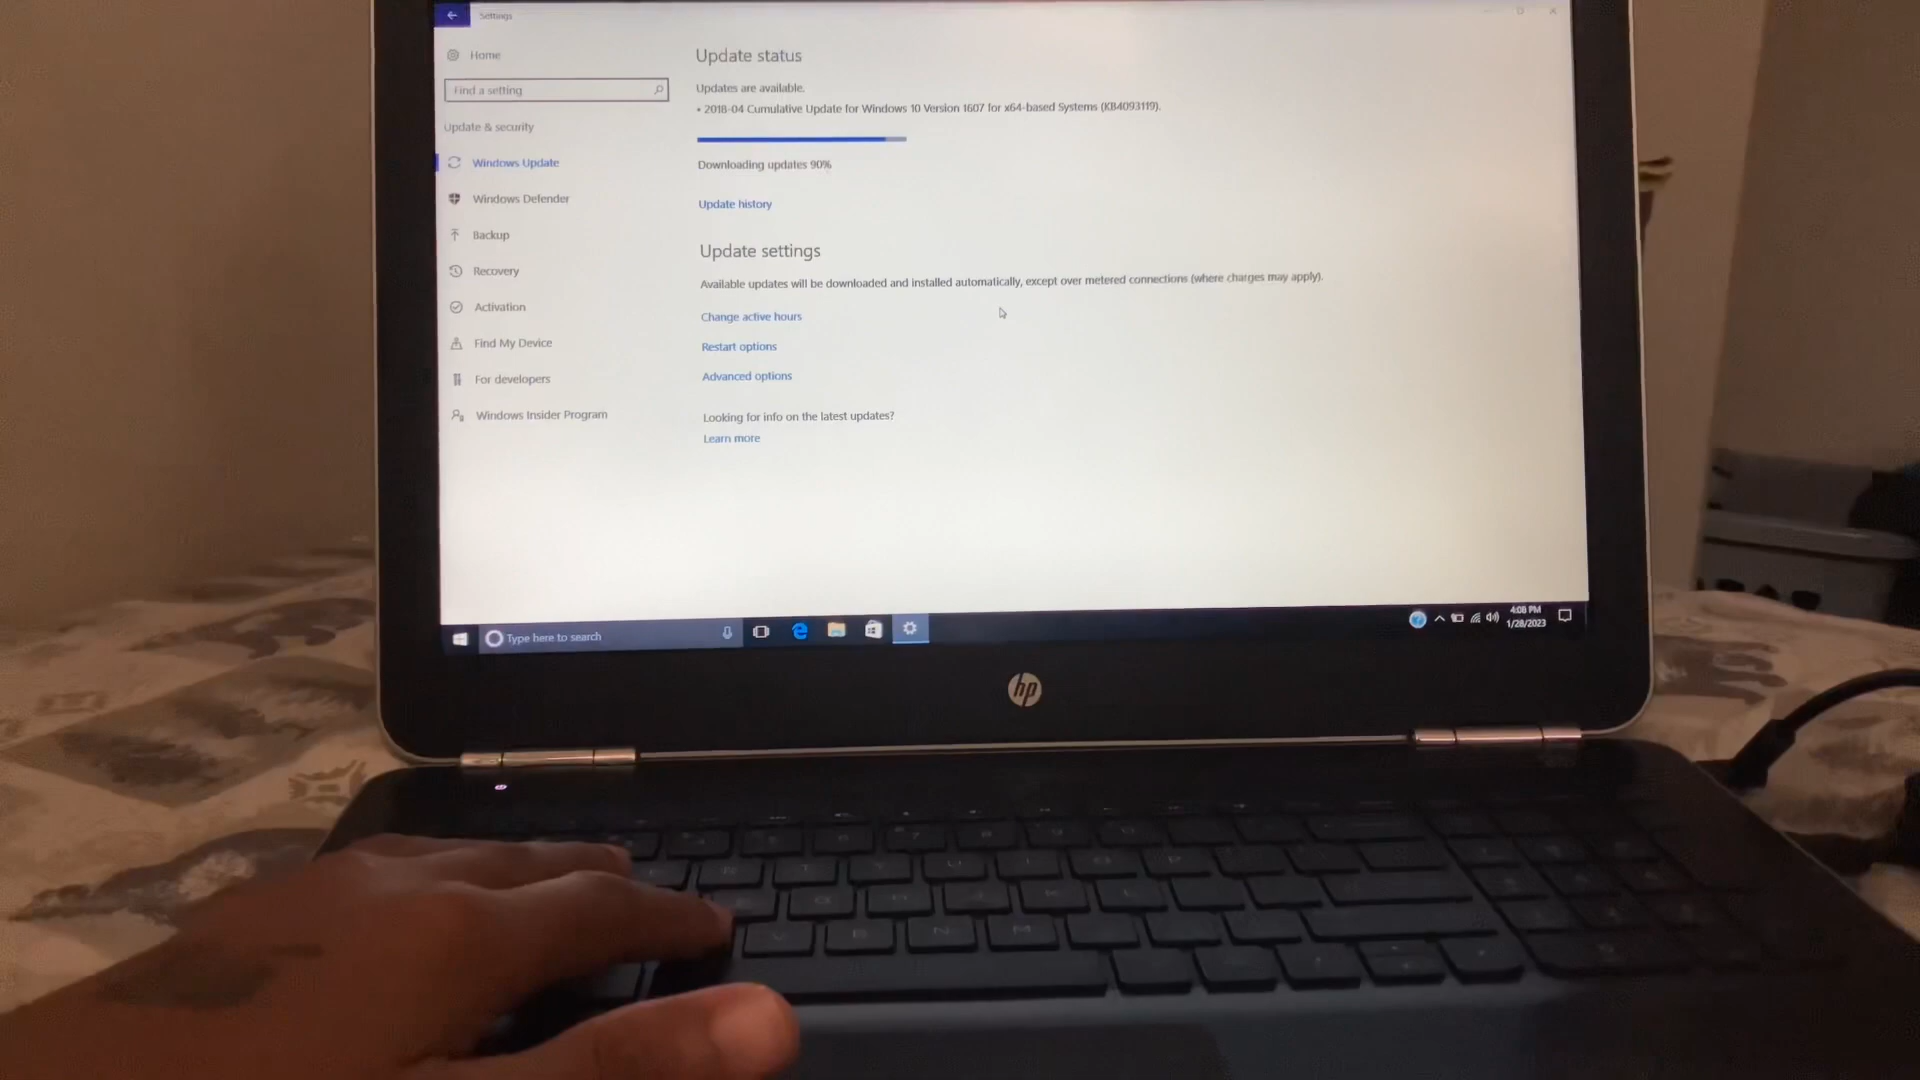 Settings
Home
Find a setting
Update & security
Windows Update
Windows Defender
Backup
Recovery
Activation
Find My Device
For developers
Windows Insider Program
Update status
Updates are available.
• 2018-04 Cumulative Update for Windows 10 Version 1607 for x64-based Systems (KB4093119).
Downloading updates 90%
Update history
Update settings
Available updates will be downloaded and installed automatically, except over metered connections (where charges may apply).
Change active hours
Restart options
Advanced options
Looking for info on the latest updates?
Learn more
Type here to search
4:08 PM
1/28/2023
hp